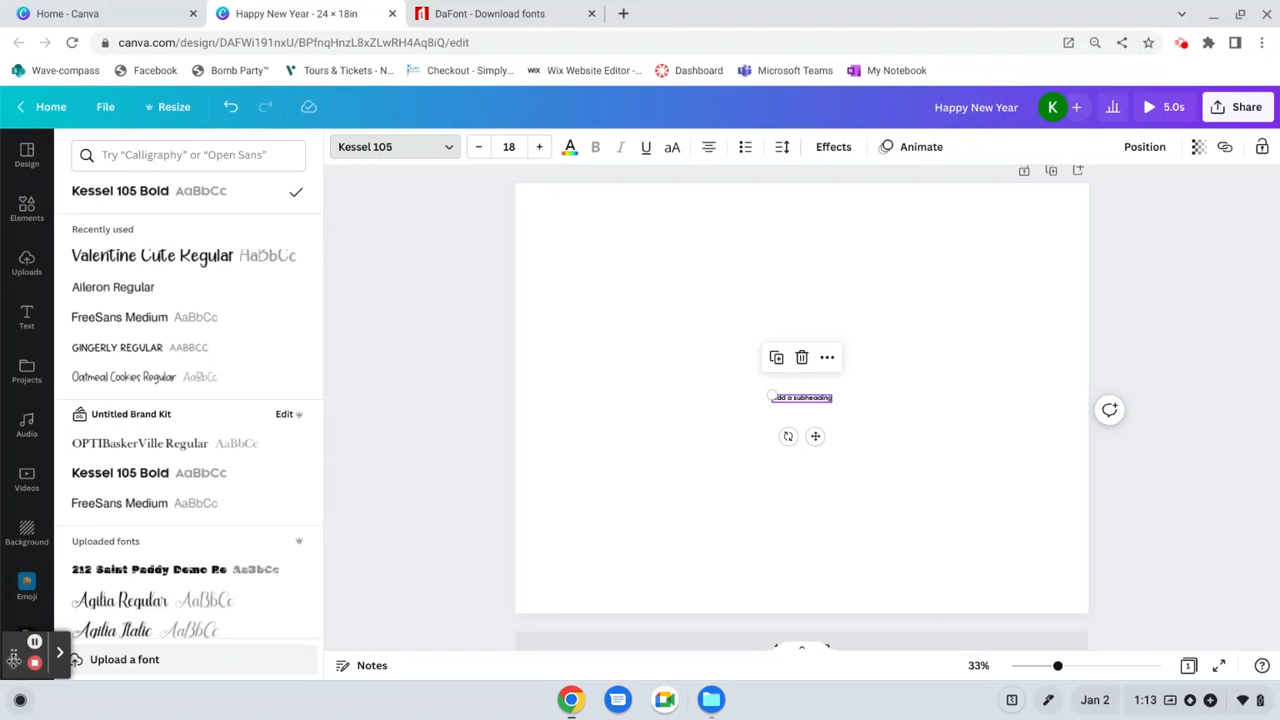 Home - Canva
Happy New Year - 24 × 18in
DaFont - Download fonts
canva.com/design/DAFWi191nxU/BPfnqHnzL8xZLwRH4Aq8iQ/edit
Wave-compass
Facebook
Bomb Party™
Tours & Tickets - N...
Checkout - Simply...
WIX Wix Website Editor -...
Dashboard
Microsoft Teams
My Notebook
Home
File
Resize
Happy New Year
K
5.0s
Share
Design
Elements
Uploads
Text
Projects
Audio
Videos
Background
Emoji
Try “Calligraphy” or “Open Sans”
Kessel 105 Bold AaBbCc
Recently used
Valentine Cute Regular AaBbCc
Aileron Regular
FreeSans Medium AaBbCc
GINGERLY REGULAR AABBCC
Oatmeal Cookies Regular AaBbCc
Untitled Brand Kit
Edit
OPTIBaskerVille Regular AaBbCc
Kessel 105 Bold AaBbCc
FreeSans Medium AaBbCc
Uploaded fonts
212 Saint Paddy Demo Re AaBbCc
Agilia Regular AaBbCc
Agilia Italic AaBbCc
Upload a font
Kessel 105
18
A
B
I
U
aA
Effects
Animate
Position
Add a subheading
Notes
33%
1
Jan 2
1:13